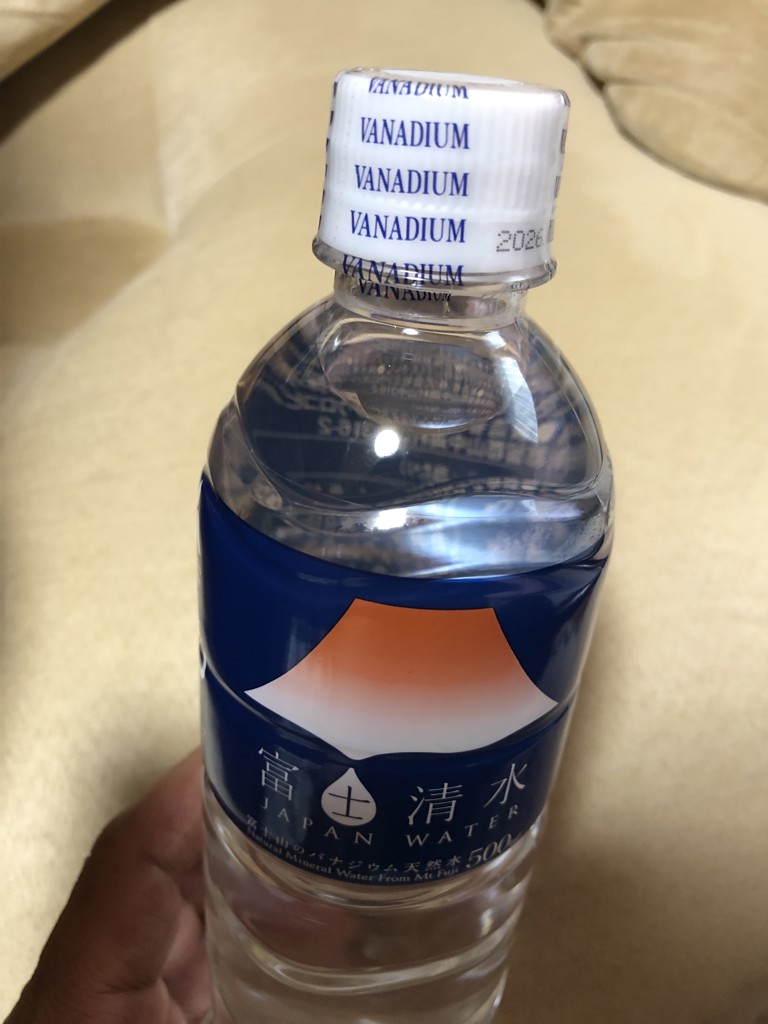 VANADIUM
VANADIUM
VANADIUM
VANADIUM
VANADIUM
VANADIUM
2026.
富士清水
JAPAN WATER
富士山のバナジウム天然水
Natural Mineral Water From Mt Fuji
500